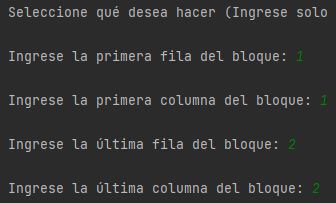 Seleccione qué desea hacer (Ingrese solo
Ingrese la primera fila del bloque: 1
Ingrese la primera columna del bloque: 1
Ingrese la última fila del bloque: 2
Ingrese la última columna del bloque: 2